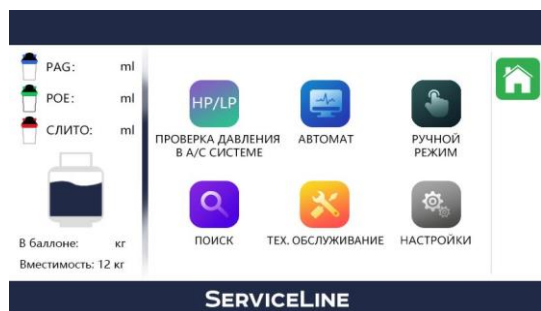 PAG: ml
POE: ml
СЛИТО: ml
В баллоне: кг
Вместимость: 12 кг
HP/LP
ПРОВЕРКА ДАВЛЕНИЯ
В А/С СИСТЕМЕ
АВТОМАТ
РУЧНОЙ
РЕЖИМ
ПОИСК
ТЕХ. ОБСЛУЖИВАНИЕ
НАСТРОЙКИ
SERVICELINE